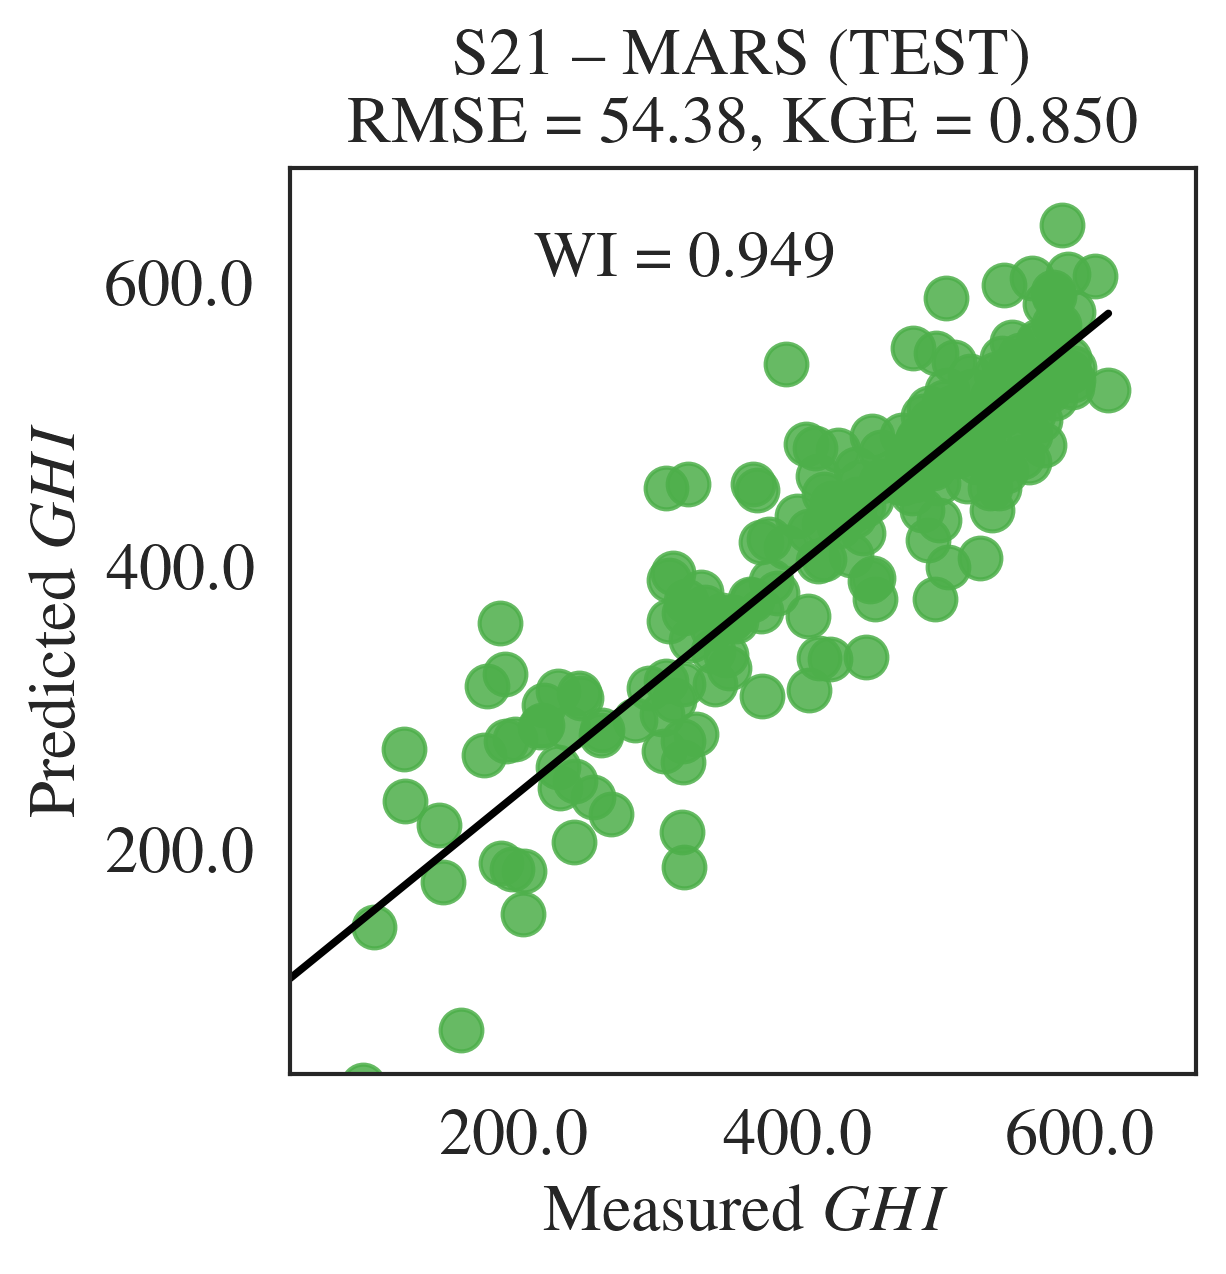 S21 – MARS (TEST)
RMSE = 54.38, KGE = 0.850
WI = 0.949
600.0
400.0
200.0
Predicted GHI
200.0 400.0 600.0
Measured GHI